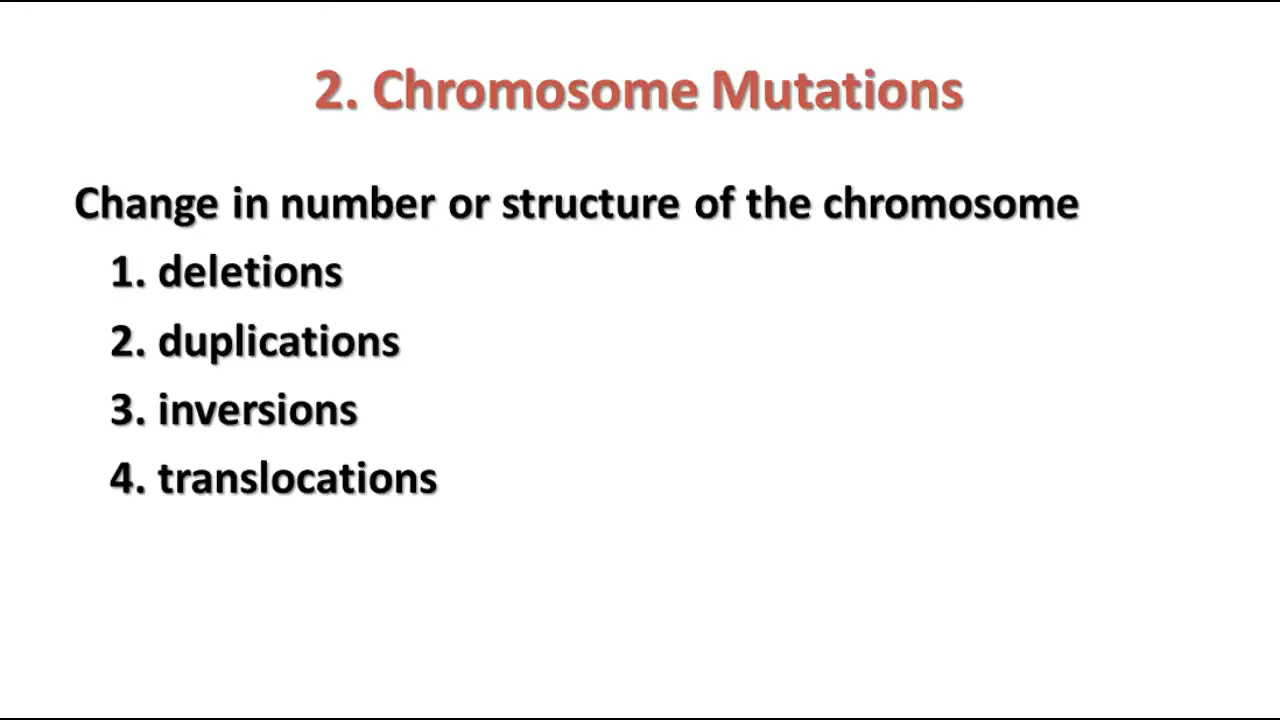 2. Chromosome Mutations
Change in number or structure of the chromosome
1. deletions
2. duplications
3. inversions
4. translocations